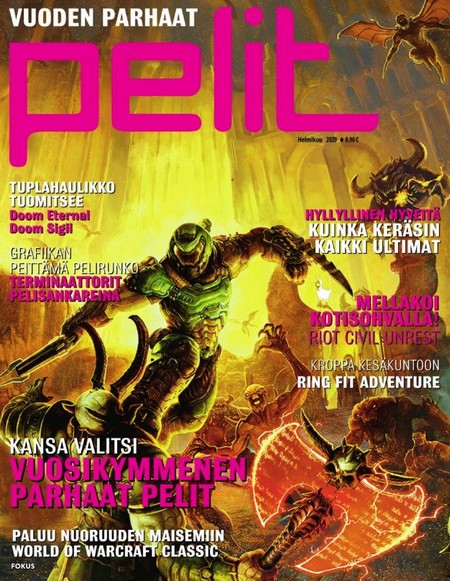 VUODEN PARHAAT
pelit
Helmikuu 2020 ● 8,90 €
TUPLAHAULIKKO
TUOMITSEE
Doom Eternal
Doom Sigil
GRAFIIKAN
PEITTÄMÄ PELIRUNKO
TERMINAATTORIT
PELISANKAREINA
HYLLYLLINEN HYVEITÄ
KUINKA KERÄSIN
KAIKKI ULTIMAT
MELLAKOI
KOTISOHVALLA!
RIOT CIVIL UNREST
KROPPA KESÄKUNTOON
RING FIT ADVENTURE
KANSA VALITSI
VUOSIKYMMENEN
PARHAAT PELIT
PALUU NUORUUDEN MAISEMIIN
WORLD OF WARCRAFT CLASSIC
FOKUS